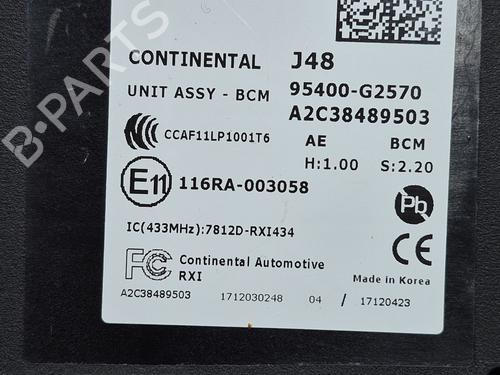 B-PARTS
CONTINENTAL J48
UNIT ASSY - BCM 95400-G2570
A2C38489503
CCAF11LP1001T6 AE BCM
H:1.00 S:2.20
E11 116RA-003058
Pb
IC(433MHz):7812D-RXI434
CE
FC Continental Automotive
RXI
Made in Korea
A2C38489503 1712030248 04 / 17120423